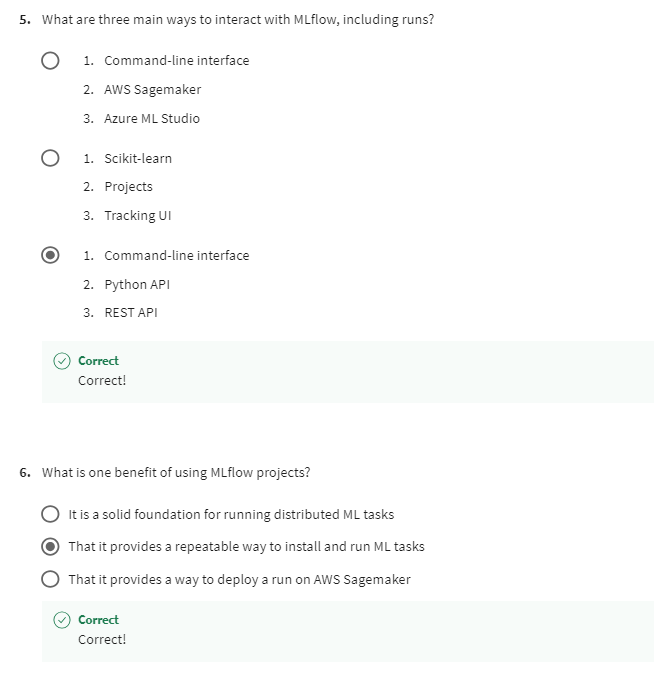 5. What are three main ways to interact with MLflow, including runs?
1. Command-line interface
2. AWS Sagemaker
3. Azure ML Studio
1. Scikit-learn
2. Projects
3. Tracking UI
1. Command-line interface
2. Python API
3. REST API
Correct
Correct!
6. What is one benefit of using MLflow projects?
It is a solid foundation for running distributed ML tasks
That it provides a repeatable way to install and run ML tasks
That it provides a way to deploy a run on AWS Sagemaker
Correct
Correct!